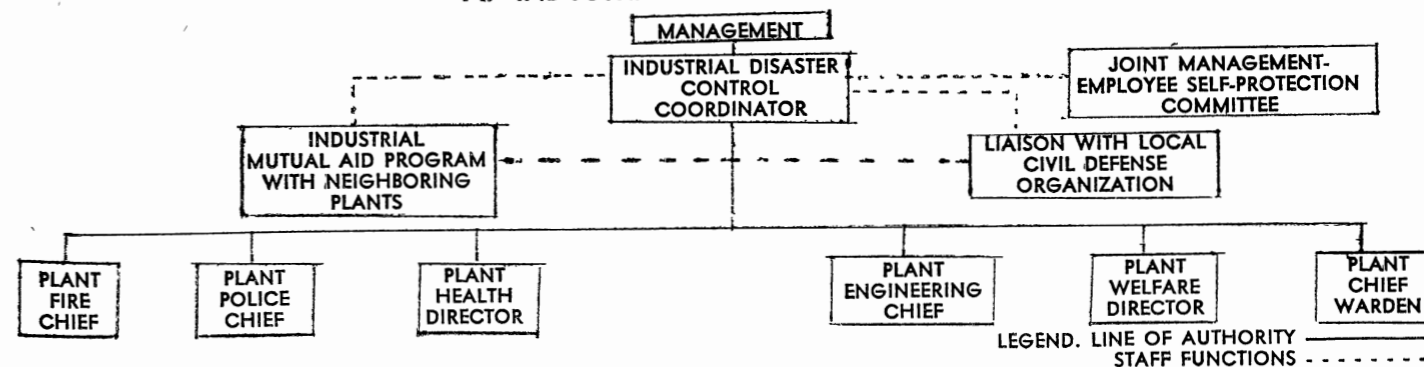 MANAGEMENT
INDUSTRIAL DISASTER
CONTROL
COORDINATOR
JOINT MANAGEMENT-
EMPLOYEE SELF-PROTECTION
COMMITTEE
INDUSTRIAL
MUTUAL AID PROGRAM
WITH NEIGHBORING
PLANTS
LIAISON WITH LOCAL
CIVIL DEFENSE
ORGANIZATION
PLANT
FIRE
CHIEF
PLANT
POLICE
CHIEF
PLANT
HEALTH
DIRECTOR
PLANT
ENGINEERING
CHIEF
PLANT
WELFARE
DIRECTOR
PLANT
CHIEF
WARDEN
LEGEND. LINE OF AUTHORITY
STAFF FUNCTIONS